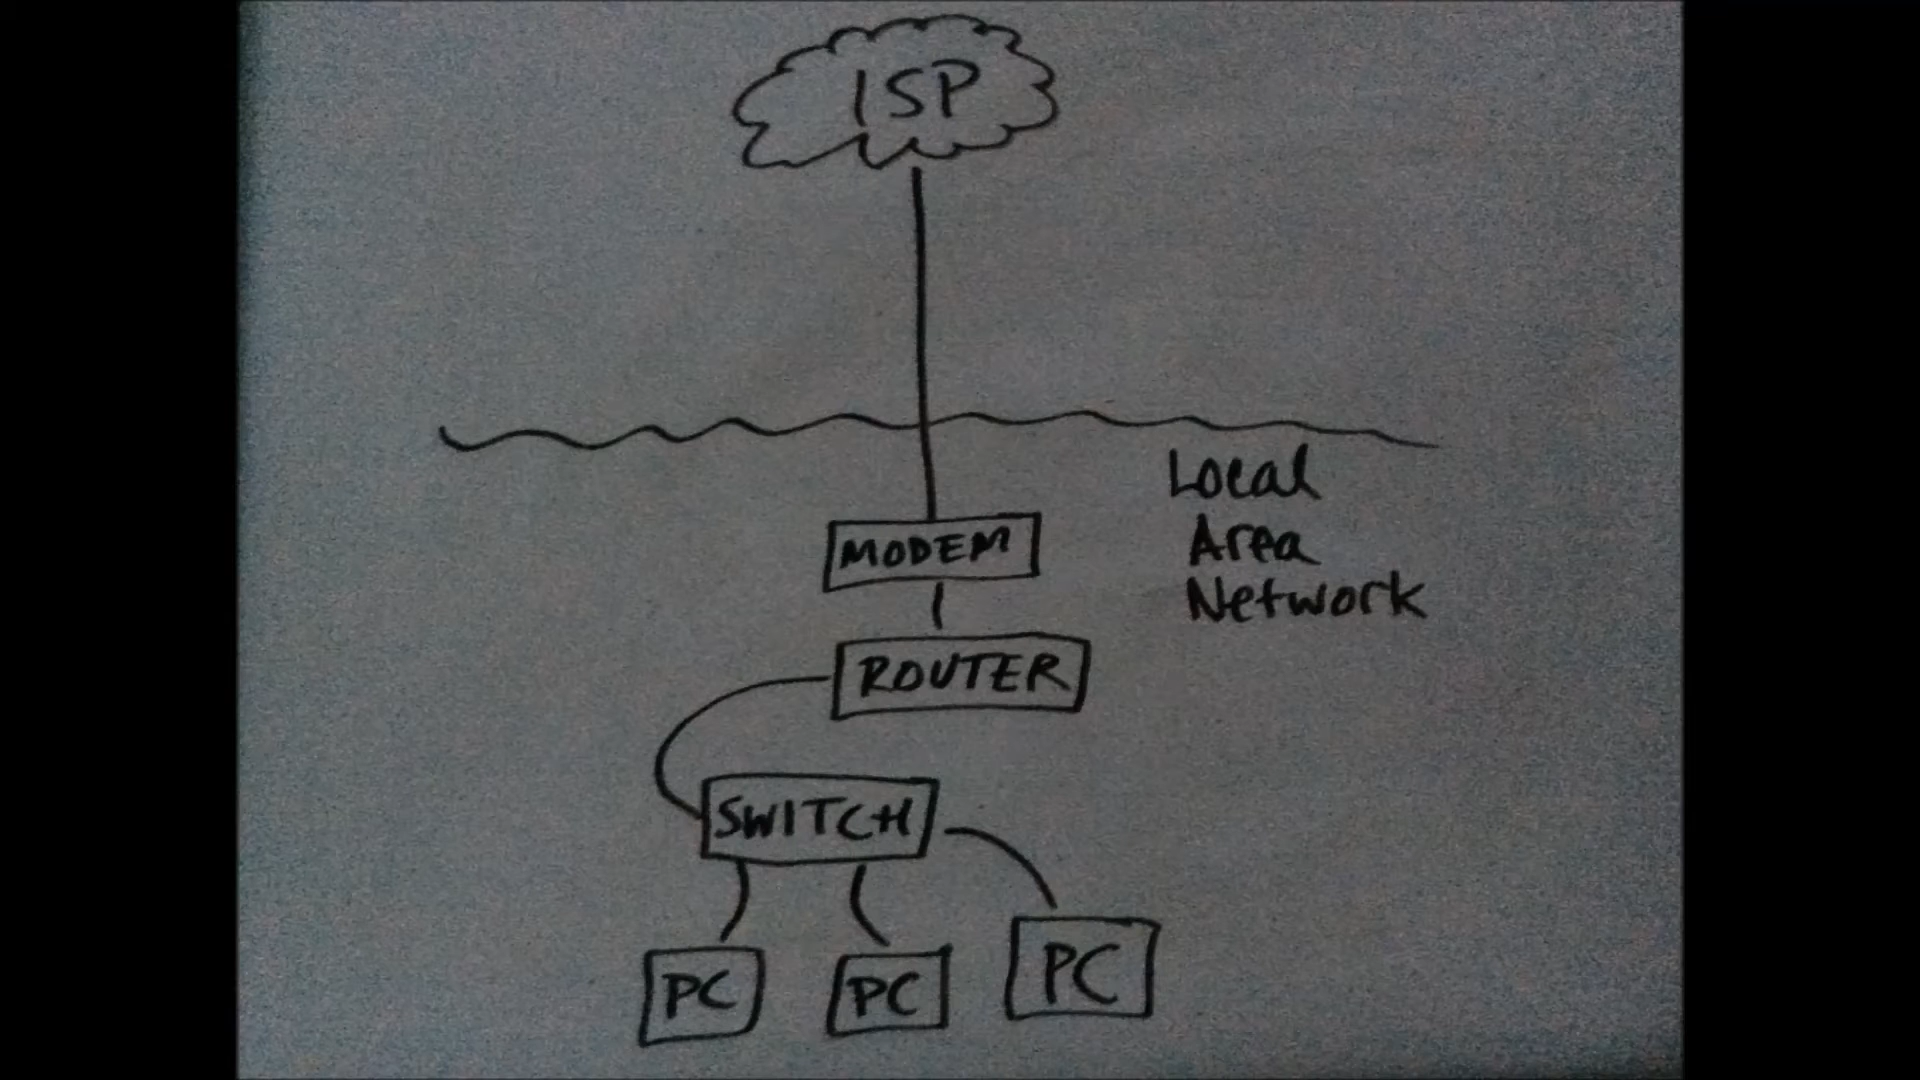 ISP
Local
Area
Network
MODEM
ROUTER
SWITCH
PC
PC
PC